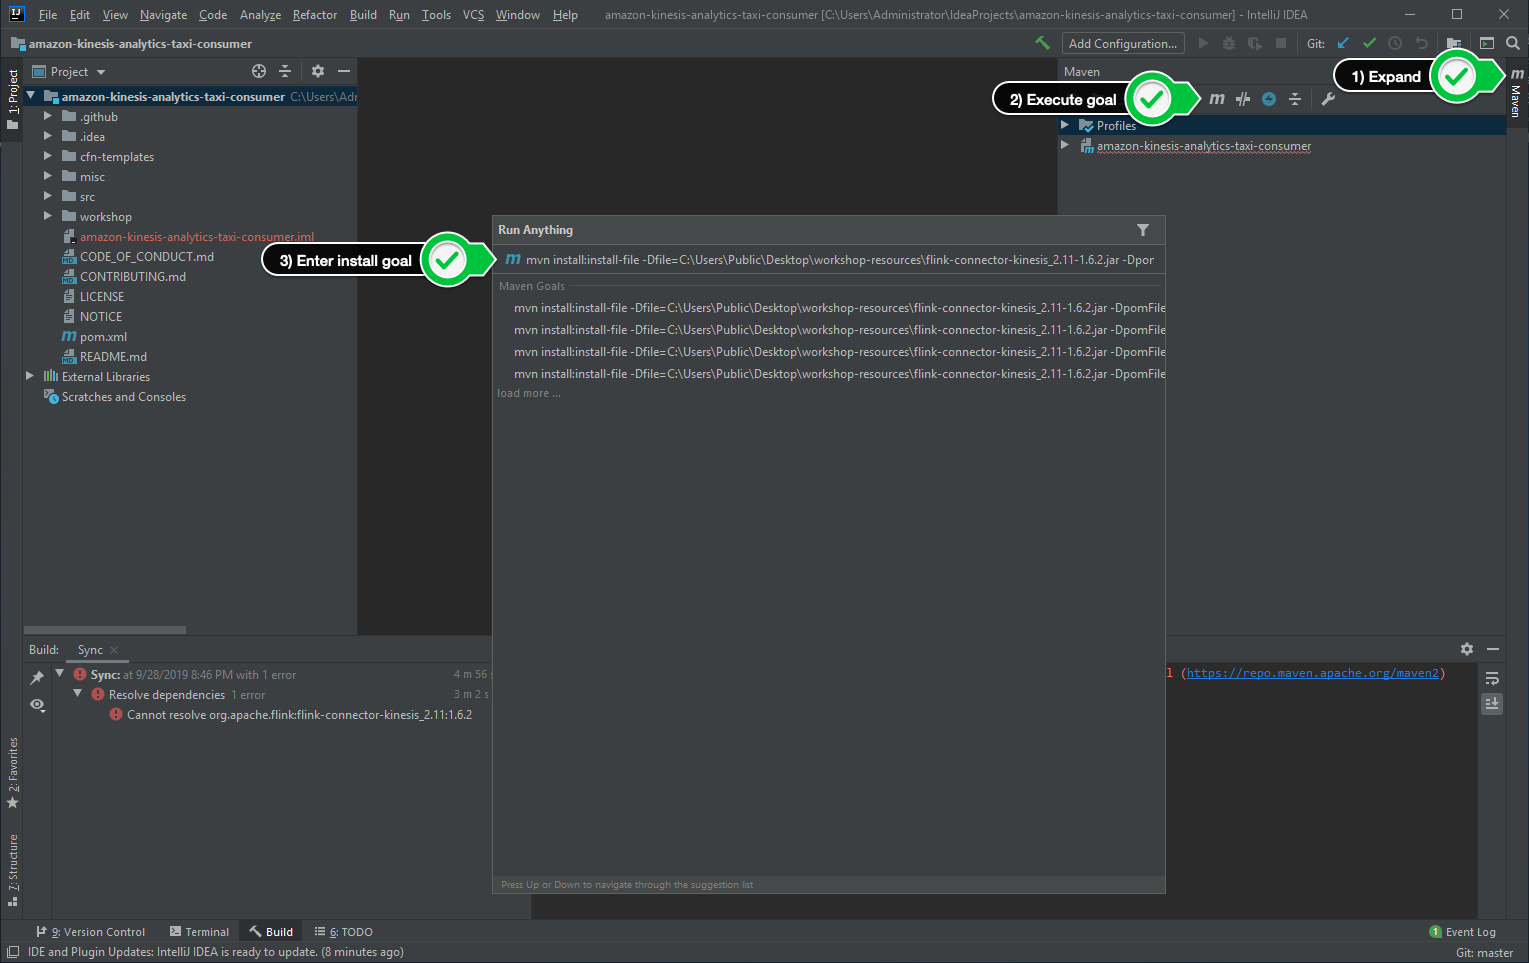 File Edit View Navigate Code Analyze Refactor Build Run Tools VCS Window Help amazon-kinesis-analytics-taxi-consumer [C:\Users\Administrator\IdeaProjects\amazon-kinesis-analytics-taxi-consumer] - IntelliJ IDEA
amazon-kinesis-analytics-taxi-consumer Add Configuration... Git:
1: Project
Project
Maven
1) Expand
Maven
2) Execute goal
amazon-kinesis-analytics-taxi-consumer C:\Users\Adr
.github
.idea
cfn-templates
misc
src
workshop
amazon-kinesis-analytics-taxi-consumer.iml
CODE_OF_CONDUCT.md
CONTRIBUTING.md
LICENSE
NOTICE
pom.xml
README.md
External Libraries
Scratches and Consoles
Profiles
amazon-kinesis-analytics-taxi-consumer
Run Anything
3) Enter install goal
mvn install:install-file -Dfile=C:\Users\Public\Desktop\workshop-resources\flink-connector-kinesis_2.11-1.6.2.jar -Dpor
Maven Goals
mvn install:install-file -Dfile=C:\Users\Public\Desktop\workshop-resources\flink-connector-kinesis_2.11-1.6.2.jar -DpomFile
mvn install:install-file -Dfile=C:\Users\Public\Desktop\workshop-resources\flink-connector-kinesis_2.11-1.6.2.jar -DpomFile
mvn install:install-file -Dfile=C:\Users\Public\Desktop\workshop-resources\flink-connector-kinesis_2.11-1.6.2.jar -DpomFile
mvn install:install-file -Dfile=C:\Users\Public\Desktop\workshop-resources\flink-connector-kinesis_2.11-1.6.2.jar -DpomFile
load more ...
Press Up or Down to navigate through the suggestion list
Build: Sync
Sync: at 9/28/2019 8:46 PM with 1 error 4 m 56 s
Resolve dependencies 1 error 3 m 2 s
Cannot resolve org.apache.flink:flink-connector-kinesis_2.11:1.6.2
l (https://repo.maven.apache.org/maven2)
2: Favorites
7: Structure
9: Version Control Terminal Build 6: TODO 1 Event Log
IDE and Plugin Updates: IntelliJ IDEA is ready to update. (8 minutes ago) Git: master